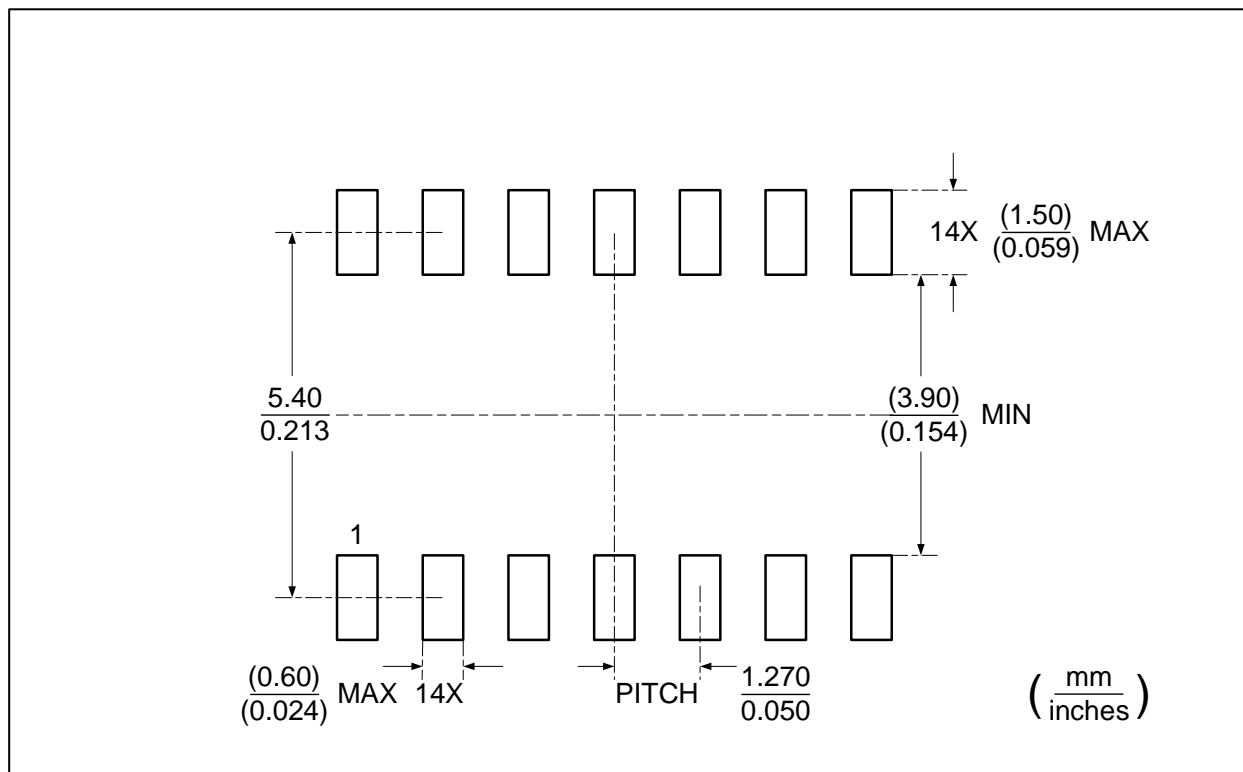 (1.50)
14X MAX
(0.059)
5.40
0.213
(3.90)
MIN
(0.154)
1
(0.60)
MAX 14X
(0.024)
PITCH
1.270
0.050
( mm
inches )